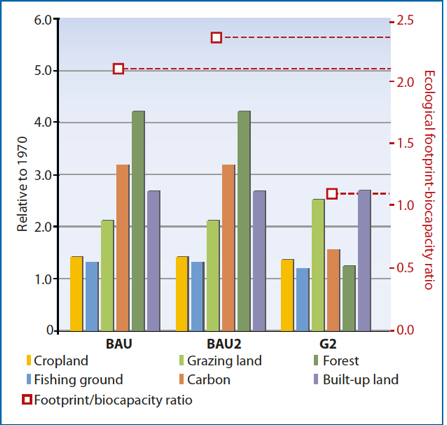 Relative to 1970
6.0
5.0
4.0
3.0
2.0
1.0
0
2.5
2.0
1.5
1.0
0.5
0.0
Ecological footprint-biocapacity ratio
BAU BAU2 G2
Cropland Grazing land Forest
Fishing ground Carbon Built-up land
Footprint/biocapacity ratio